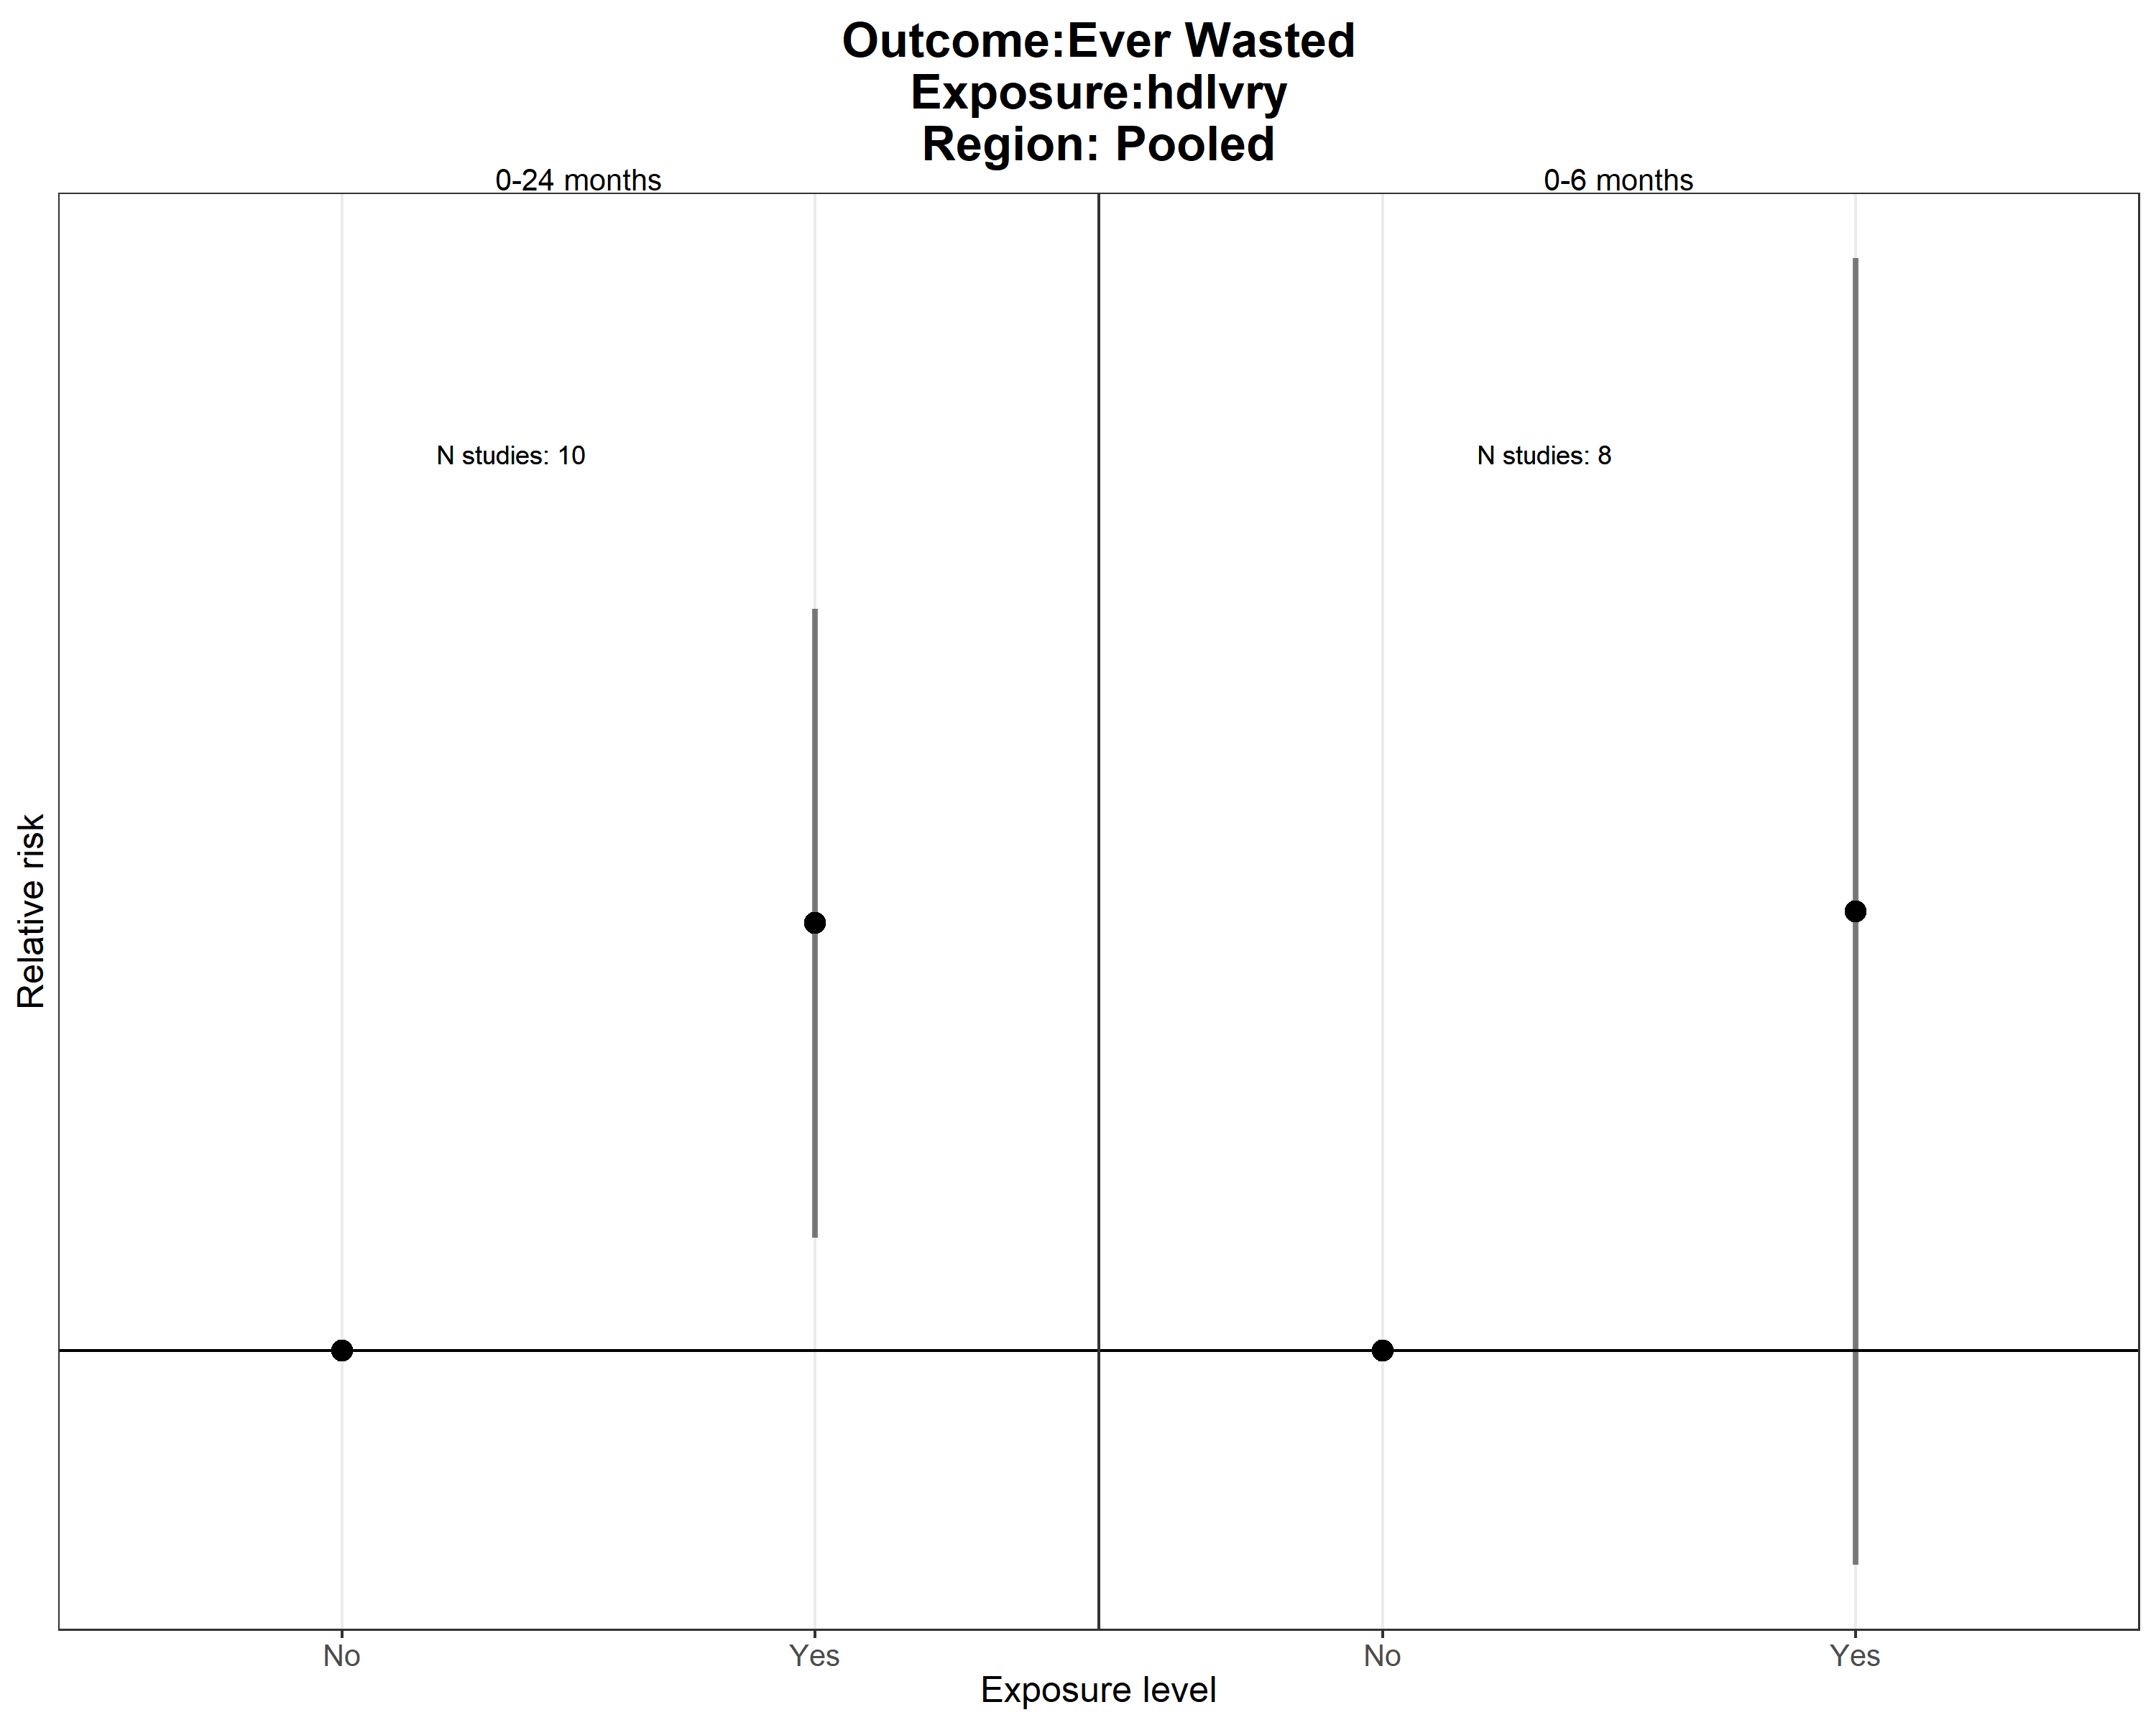 Outcome:Ever Wasted
Exposure:hdlvry
Region: Pooled
0-24 months
0-6 months
N studies: 10
N studies: 8
Relative risk
No
Yes
No
Yes
Exposure level